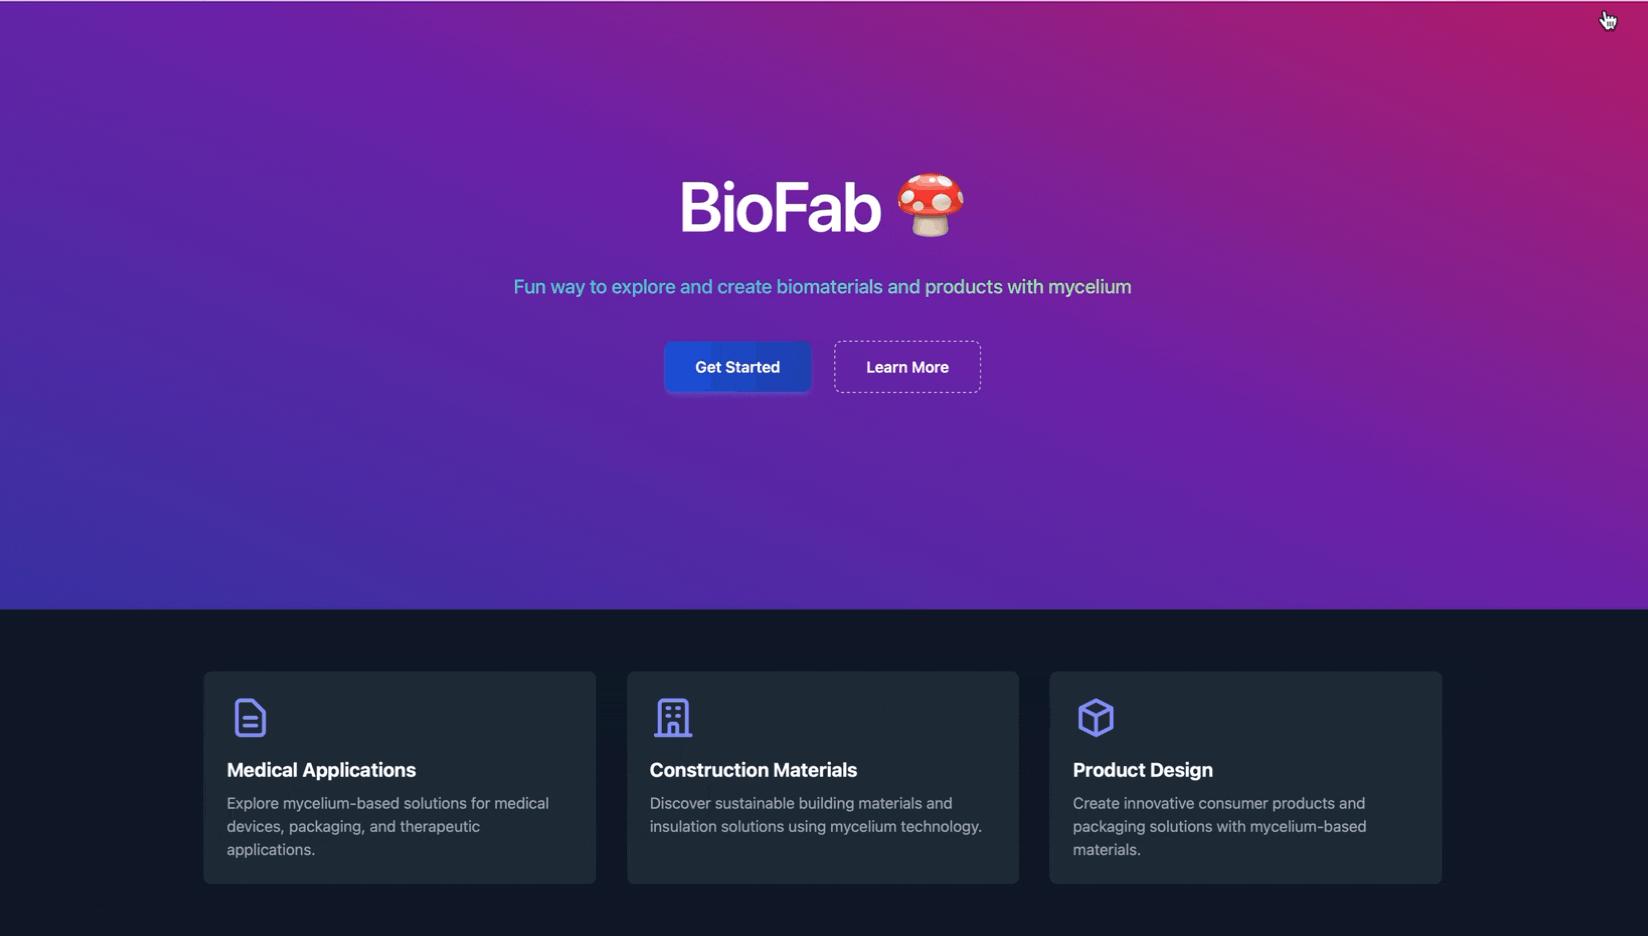 BioFab
Fun way to explore and create biomaterials and products with mycelium
Get Started
Learn More
Medical Applications
Explore mycelium-based solutions for medical
devices, packaging, and therapeutic
applications.
Construction Materials
Discover sustainable building materials and
insulation solutions using mycelium technology.
Product Design
Create innovative consumer products and
packaging solutions with mycelium-based
materials.